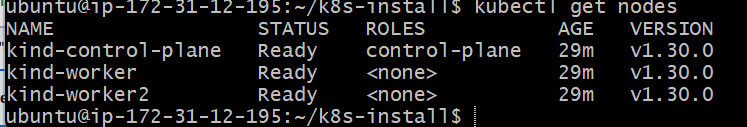 ubuntu@ip-172-31-12-195:~/k8s-install$ kubectl get nodes
NAME STATUS ROLES AGE VERSION
kind-control-plane Ready control-plane 29m v1.30.0
kind-worker Ready <none> 29m v1.30.0
kind-worker2 Ready <none> 29m v1.30.0
ubuntu@ip-172-31-12-195:~/k8s-install$